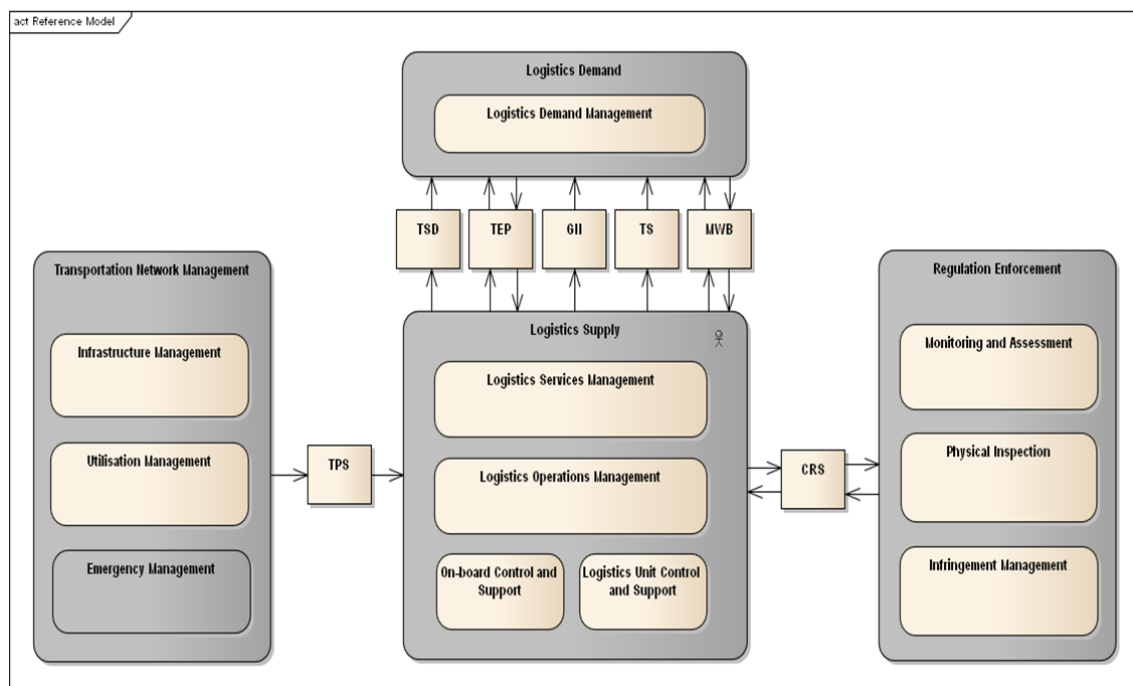 act Reference Model
Logistics Demand
Logistics Demand Management
TSD
TEP
GII
TS
MWB
Transportation Network Management
Infrastructure Management
Utilisation Management
Emergency Management
TPS
Logistics Supply
Logistics Services Management
Logistics Operations Management
On-board Control and
Support
Logistics Unit Control
and Support
CRS
Regulation Enforcement
Monitoring and Assessment
Physical Inspection
Infringement Management